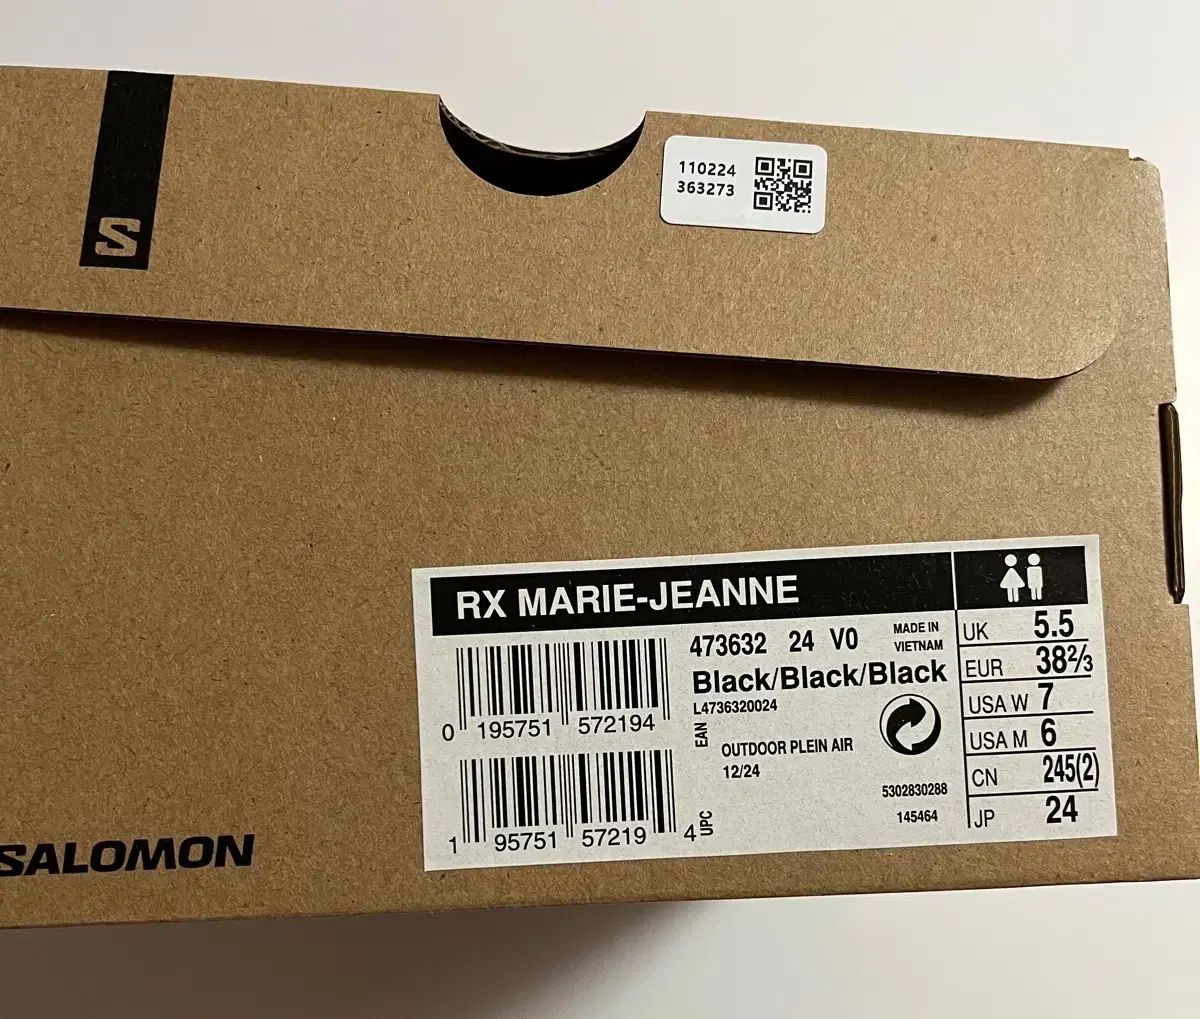 S
110224
363273
RX MARIE-JEANNE
473632 24 V0
MADE IN
VIETNAM
Black/Black/Black
L4736320024
0 195751 572194
EAN
OUTDOOR PLEIN AIR
12/24
5302830288
145464
1 95751 57219 4
UPC
UK 5.5
EUR 38⅔
USA W 7
USA M 6
CN 245(2)
JP 24
SALOMON